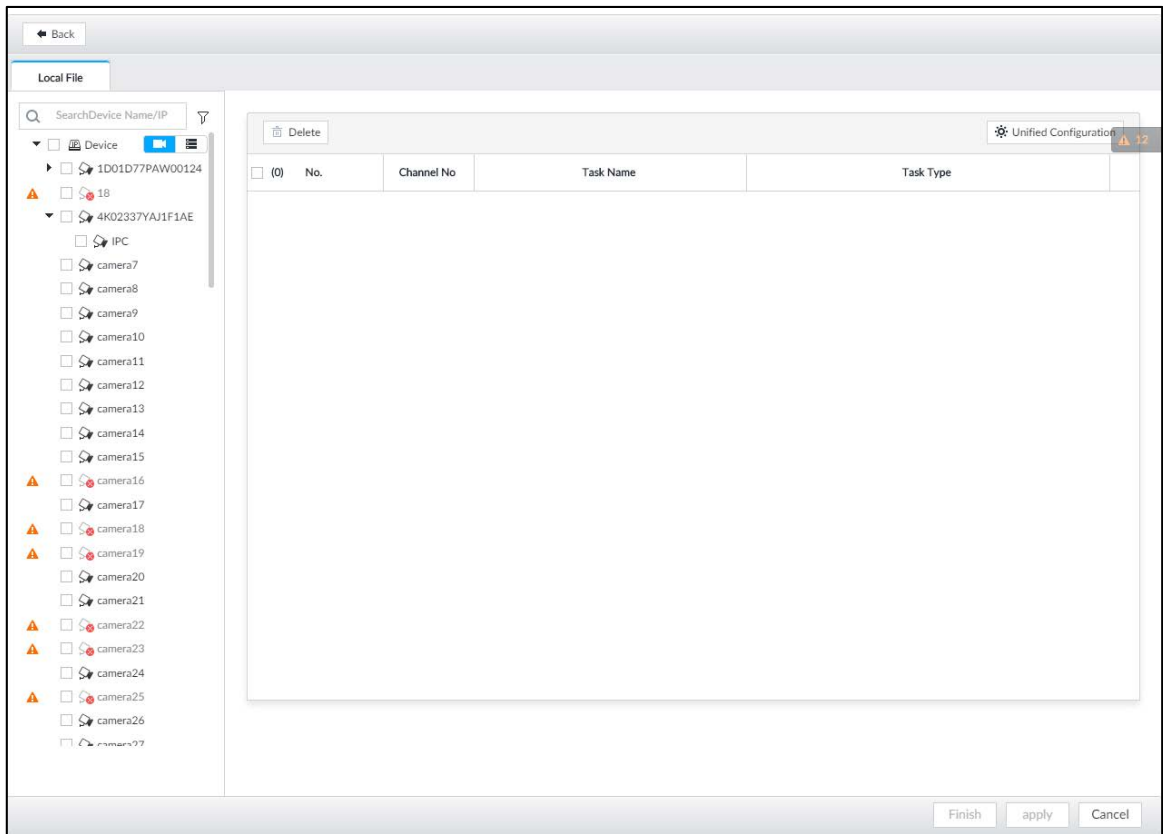 Back
Local File
SearchDevice Name/IP
Device
1D01D77PAW00124
18
4K02337YAJ1F1AE
IPC
camera7
camera8
camera9
camera10
camera11
camera12
camera13
camera14
camera15
camera16
camera17
camera18
camera19
camera20
camera21
camera22
camera23
camera24
camera25
camera26
camera27
Delete
Unified Configuration
12
(0) No. Channel No Task Name Task Type
Finish apply Cancel